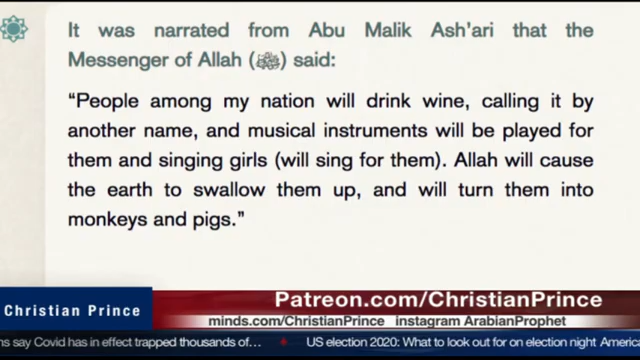 It was narrated from Abu Malik Ash'ari that the
Messenger of Allah (ﷺ) said:
"People among my nation will drink wine, calling it by
another name, and musical instruments will be played for
them and singing girls (will sing for them). Allah will cause
the earth to swallow them up, and will turn them into
monkeys and pigs."
Patreon.com/ChristianPrince
Christian Prince
minds.com/ChristianPrince instagram ArabianProphet
say Covid has in effect trapped thousands of... US election 2020: What to look out for on election night